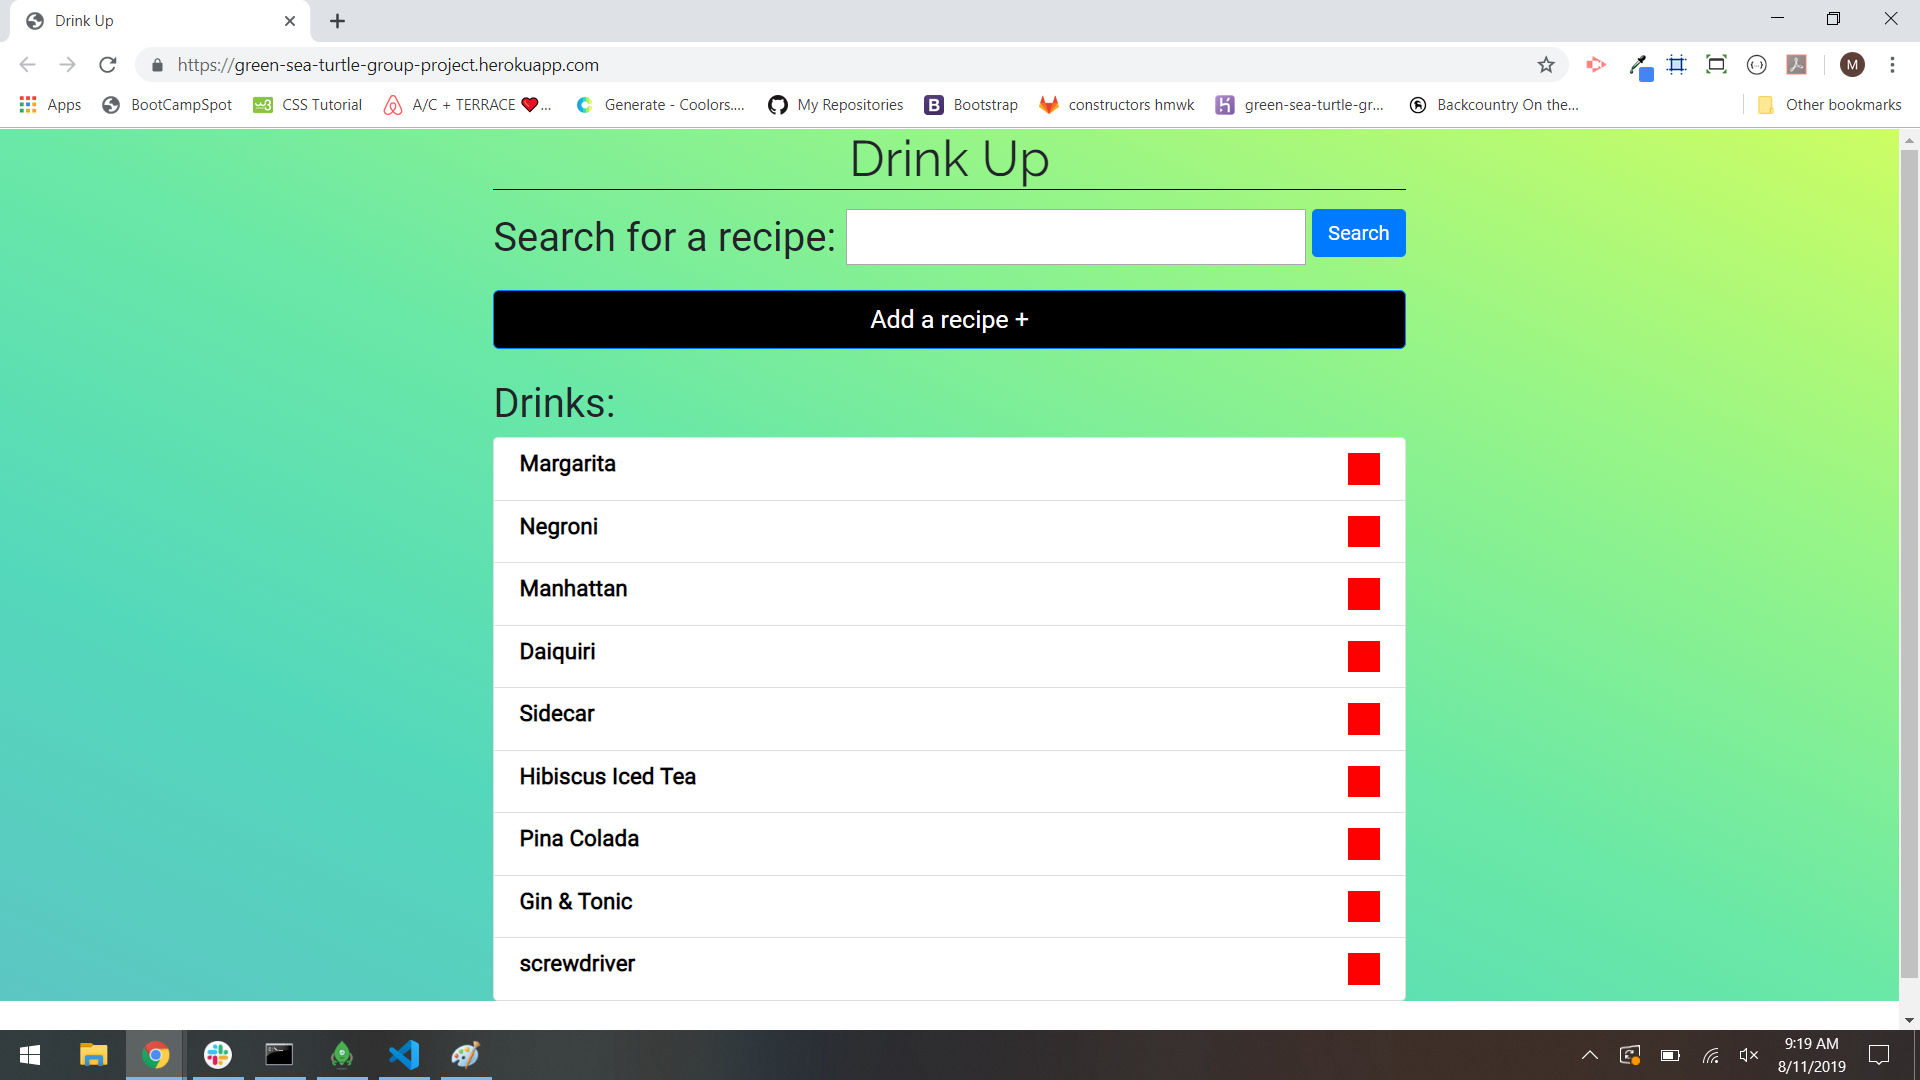 Drink Up
https://green-sea-turtle-group-project.herokuapp.com
M
Apps BootCampSpot CSS Tutorial A/C + TERRACE ❤... Generate - Coolors.... My Repositories Bootstrap constructors hmwk green-sea-turtle-gr... Backcountry On the... Other bookmarks
Drink Up
Search for a recipe: Search
Add a recipe +
Drinks:
Margarita
Negroni
Manhattan
Daiquiri
Sidecar
Hibiscus Iced Tea
Pina Colada
Gin & Tonic
screwdriver
9:19 AM
8/11/2019